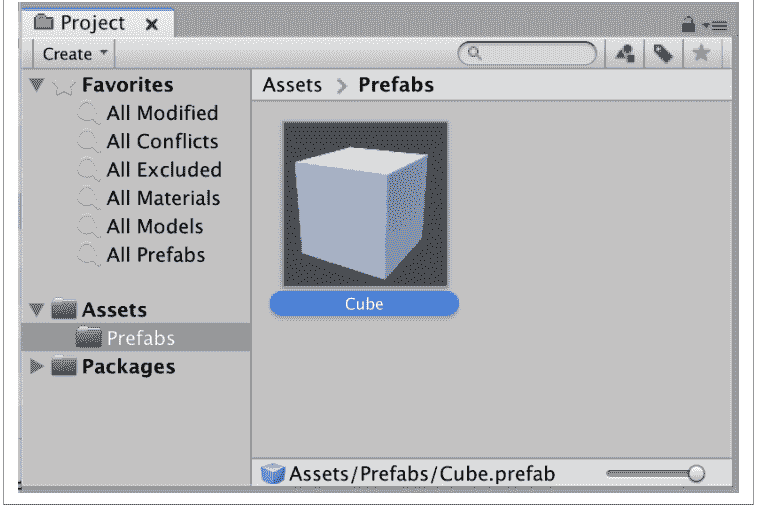 Project
Create
Favorites
All Modified
All Conflicts
All Excluded
All Materials
All Models
All Prefabs
Assets
Prefabs
Packages
Assets > Prefabs
Cube
Assets/Prefabs/Cube.prefab